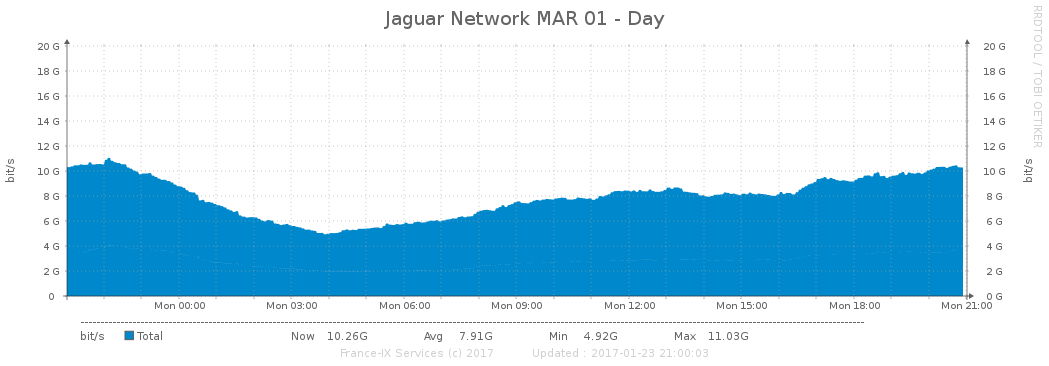 Jaguar Network MAR 01 - Day
RRDTOOL / TOBI OETIKER
bit/s
20 G
18 G
16 G
14 G
12 G
10 G
8 G
6 G
4 G
2 G
0
20 G
18 G
16 G
14 G
12 G
10 G
8 G
6 G
4 G
2 G
0 G
bit/s
Mon 00:00 Mon 03:00 Mon 06:00 Mon 09:00 Mon 12:00 Mon 15:00 Mon 18:00 Mon 21:00
bit/s Total Now 10.26G Avg 7.91G Min 4.92G Max 11.03G
France-IX Services (c) 2017 Updated : 2017-01-23 21:00:03